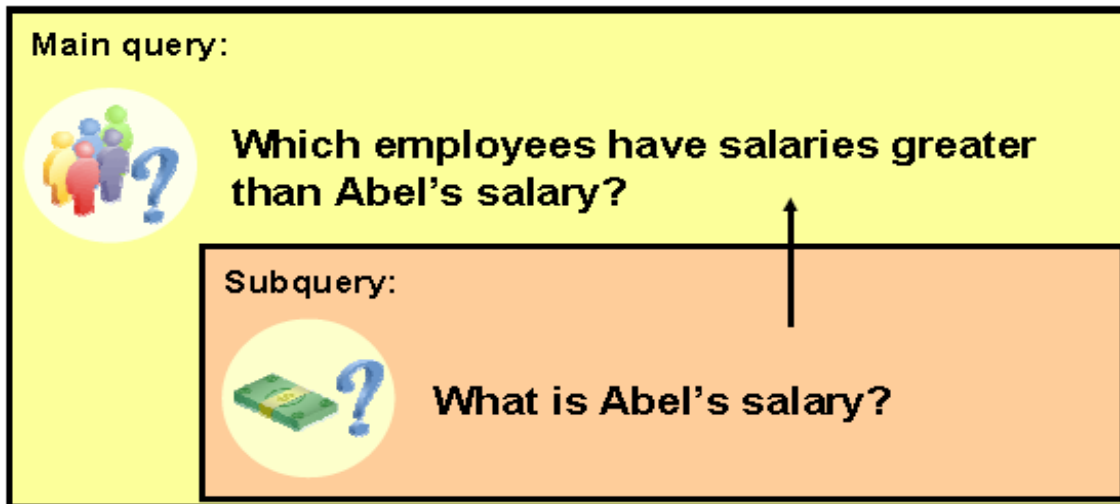 Main query:
Which employees have salaries greater
than Abel’s salary?
Subquery:
What is Abel’s salary?